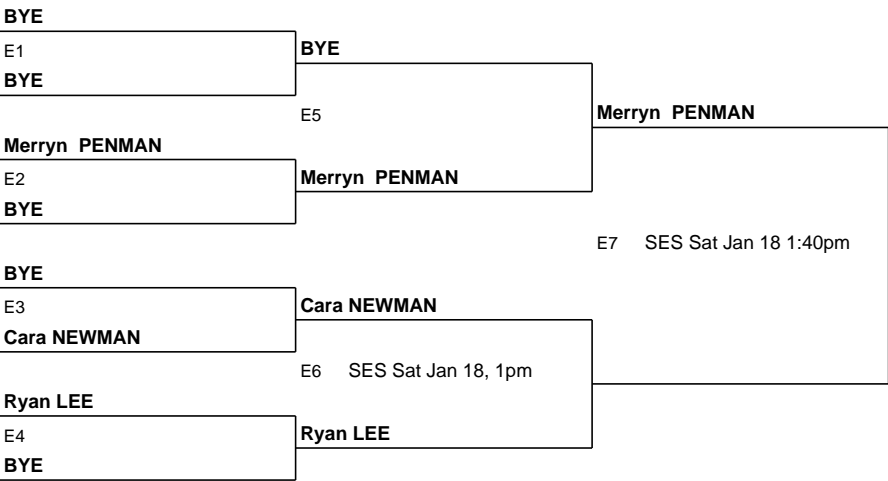 BYE
E1
BYE
BYE
E5
Merryn PENMAN
Merryn PENMAN
E2
Merryn PENMAN
BYE
E7 SES Sat Jan 18 1:40pm
BYE
E3
Cara NEWMAN
Cara NEWMAN
E6 SES Sat Jan 18, 1pm
Ryan LEE
E4
Ryan LEE
BYE